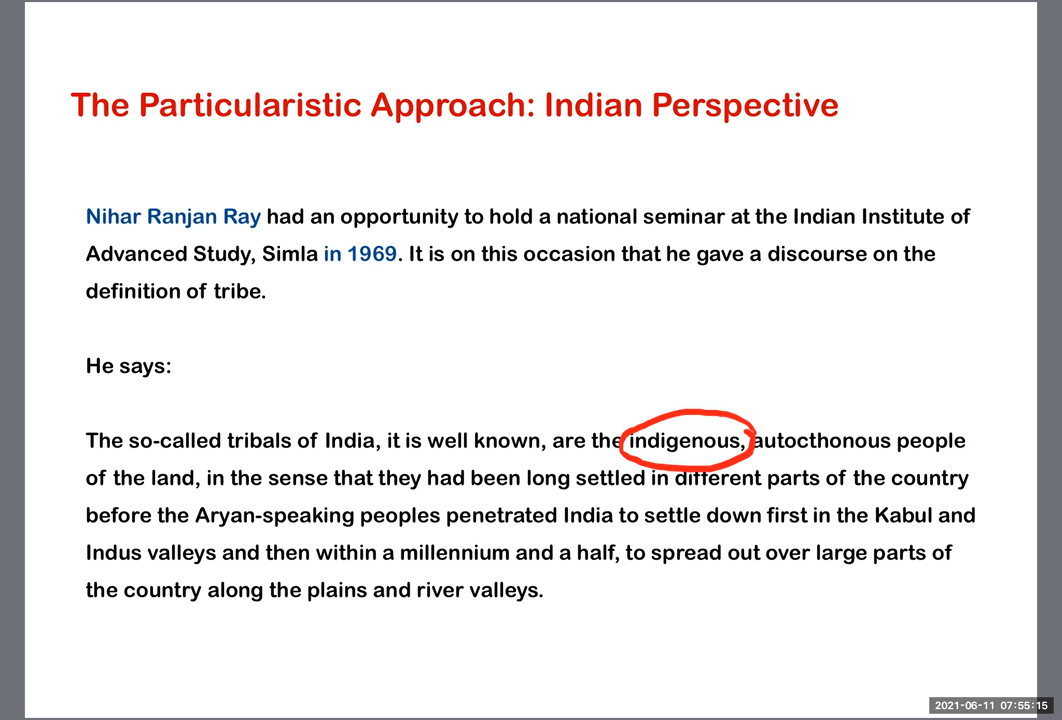 The Particularistic Approach: Indian Perspective
Nihar Ranjan Ray had an opportunity to hold a national seminar at the Indian Institute of
Advanced Study, Simla in 1969. It is on this occasion that he gave a discourse on the
definition of tribe.
He says:
The so-called tribals of India, it is well known, are the indigenous, autocthonous people
of the land, in the sense that they had been long settled in different parts of the country
before the Aryan-speaking peoples penetrated India to settle down first in the Kabul and
Indus valleys and then within a millennium and a half, to spread out over large parts of
the country along the plains and river valleys.
2021-06-11 07:55:15